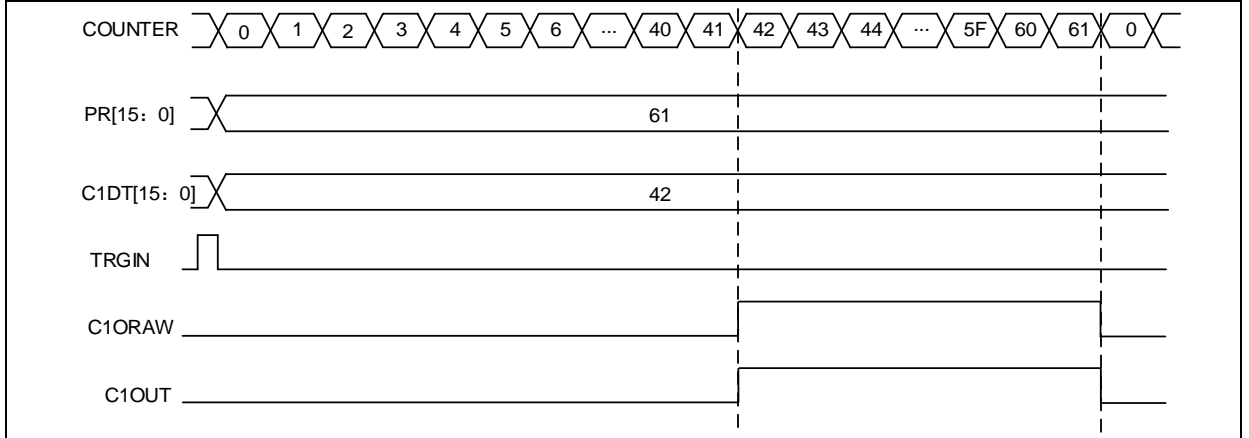 COUNTER 0 1 2 3 4 5 6 ... 40 41 42 43 44 ... 5F 60 61 0
PR[15：0] 61
C1DT[15：0] 42
TRGIN
C1ORAW
C1OUT